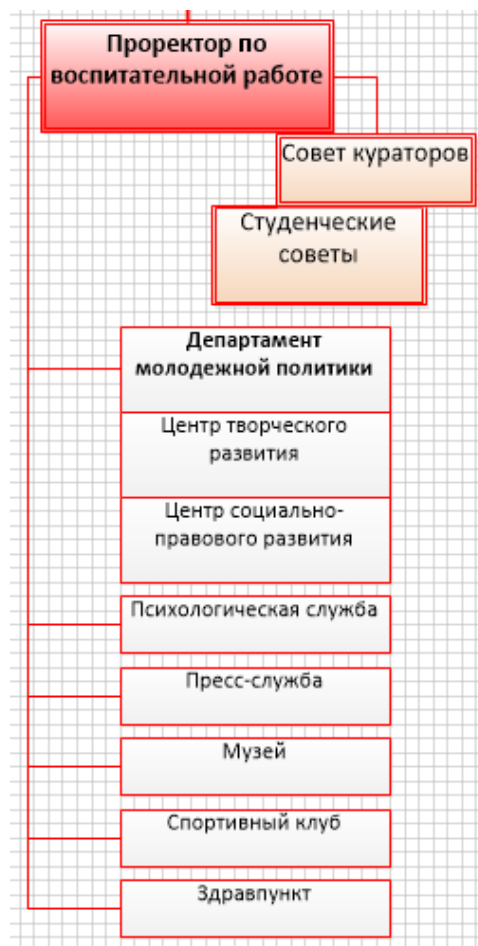 Проректор по
воспитательной работе
Совет кураторов
Студенческие
советы
Департамент
молодежной политики
Центр творческого
развития
Центр социально-
правового развития
Психологическая служба
Пресс-служба
Музей
Спортивный клуб
Здравпункт